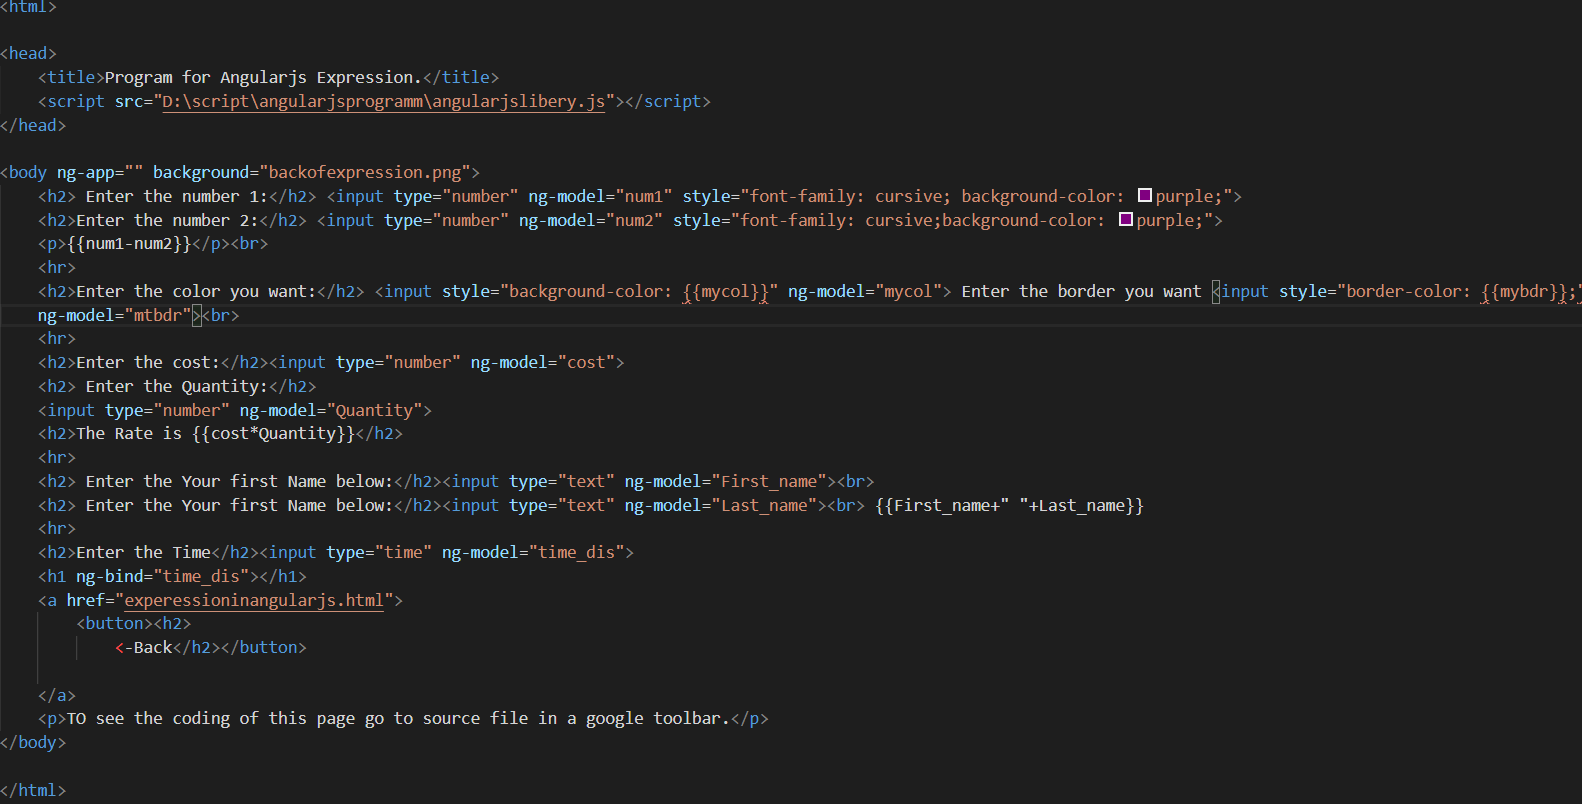 <html>
<head>
<title>Program for Angularjs Expression.</title>
<script src="D:\script\angularjsprogramm\angularjslibery.js"></script>
</head>
<body ng-app="" background="backofexpression.png">
<h2> Enter the number 1:</h2> <input type="number" ng-model="num1" style="font-family: cursive; background-color: purple;">
<h2>Enter the number 2:</h2> <input type="number" ng-model="num2" style="font-family: cursive;background-color: purple;">
<p>{{num1-num2}}</p><br>
<hr>
<h2>Enter the color you want:</h2> <input style="background-color: {{mycol}}" ng-model="mycol"> Enter the border you want <input style="border-color: {{mybdr}};"
ng-model="mtbdr"><br>
<hr>
<h2>Enter the cost:</h2><input type="number" ng-model="cost">
<h2> Enter the Quantity:</h2>
<input type="number" ng-model="Quantity">
<h2>The Rate is {{cost*Quantity}}</h2>
<hr>
<h2> Enter the Your first Name below:</h2><input type="text" ng-model="First_name"><br>
<h2> Enter the Your first Name below:</h2><input type="text" ng-model="Last_name"><br> {{First_name+" "+Last_name}}
<hr>
<h2>Enter the Time</h2><input type="time" ng-model="time_dis">
<h1 ng-bind="time_dis"></h1>
<a href="experessioninangularjs.html">
<button><h2>
<-Back</h2></button>
</a>
<p>TO see the coding of this page go to source file in a google toolbar.</p>
</body>
</html>